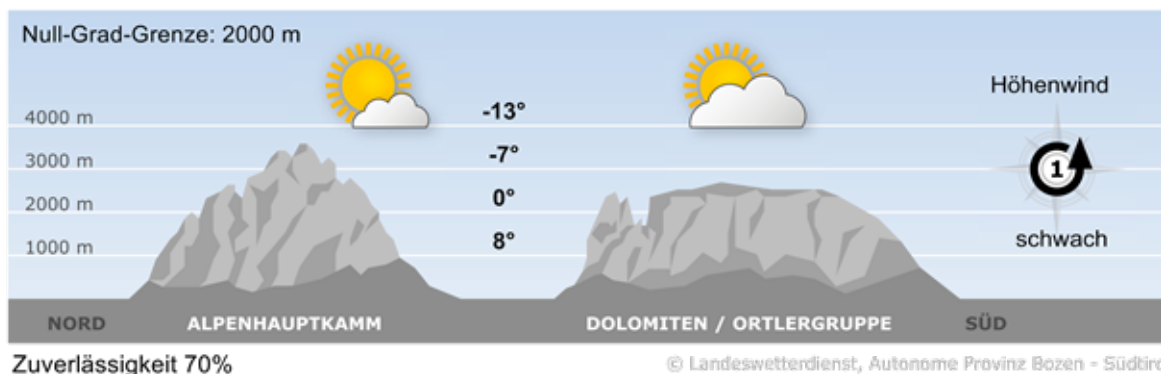 Null-Grad-Grenze: 2000 m
Höhenwind
4000 m
-13°
3000 m
-7°
1
2000 m
0°
1000 m
8°
schwach
NORD
ALPENHAUPTKAMM
DOLOMITEN / ORTLERGRUPPE
SÜD
Zuverlässigkeit 70%
© Landeswetterdienst, Autonome Provinz Bozen - Südtiro